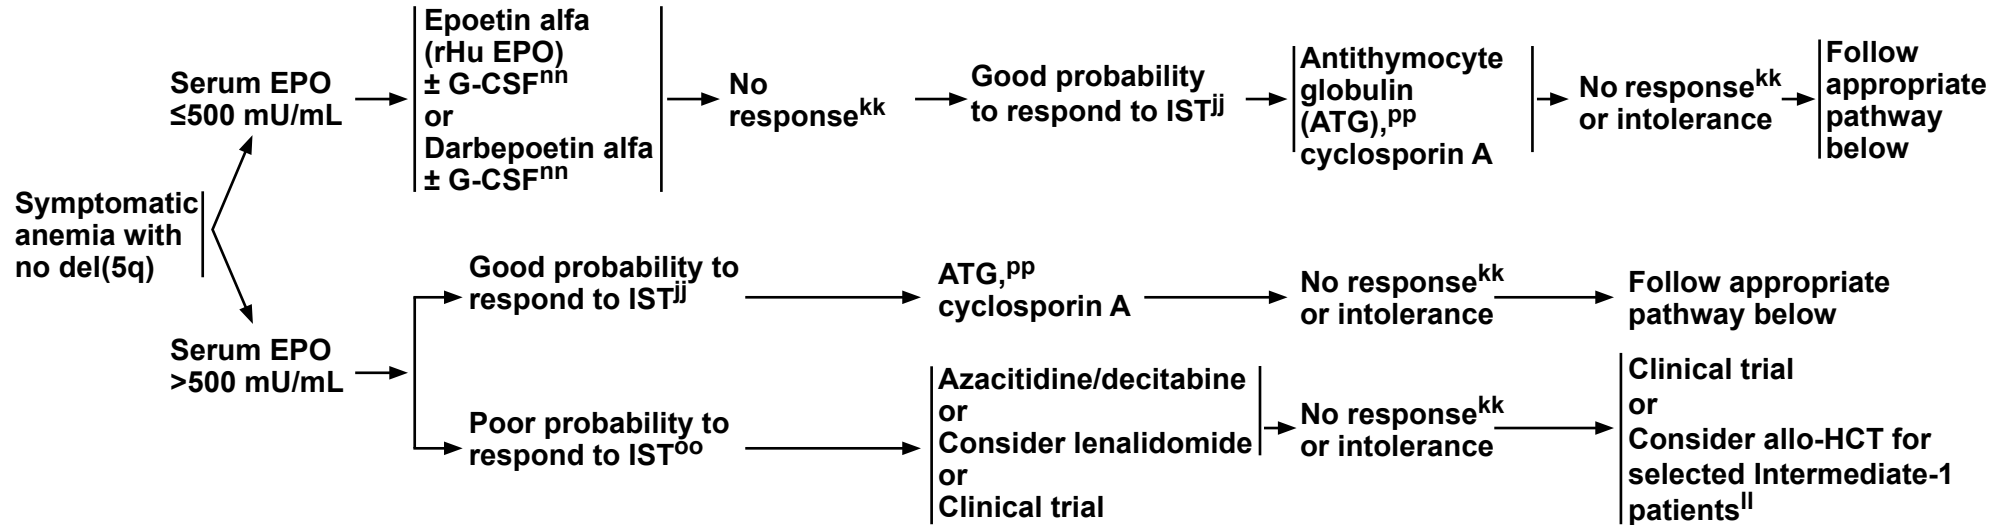 Symptomatic
anemia with
no del(5q)
Serum EPO
≤500 mU/mL
Epoetin alfa
(rHu EPO)
± G-CSFnn
or
Darbepoetin alfa
± G-CSFnn
No
responsekk
Good probability
to respond to ISTjj
Antithymocyte
globulin
(ATG),pp
cyclosporin A
No responsekk
or intolerance
Follow
appropriate
pathway
below
Serum EPO
>500 mU/mL
Good probability to
respond to ISTjj
ATG,pp
cyclosporin A
No responsekk
or intolerance
Follow appropriate
pathway below
Poor probability to
respond to ISToo
Azacitidine/decitabine
or
Consider lenalidomide
or
Clinical trial
No responsekk
or intolerance
Clinical trial
or
Consider allo-HCT for
selected Intermediate-1
patientsll